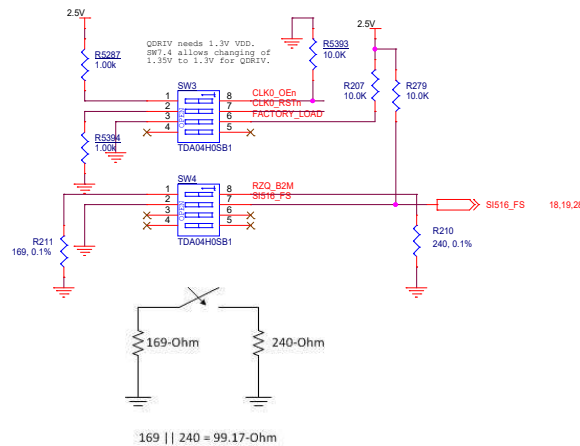 2.5V
2.5V
QDRIV needs 1.3V VDD.
SW7.4 allows changing of
1.35V to 1.3V for QDRIV.
R5287
1.00k
R5393
10.0K
R207
10.0K
R279
10.0K
SW3
1 8 CLK0_OEn
2 7 CLK0_RSTn
3 6 FACTORY_LOAD
4 5
OPEN
TDA04H0SB1
R5394
1.00k
SW4
1 8 RZQ_B2M
2 7 SI516_FS
3 6
4 5
OPEN
TDA04H0SB1
SI516_FS 18,19,28
R211
169, 0.1%
R210
240, 0.1%
169-Ohm
240-Ohm
169 || 240 = 99.17-Ohm